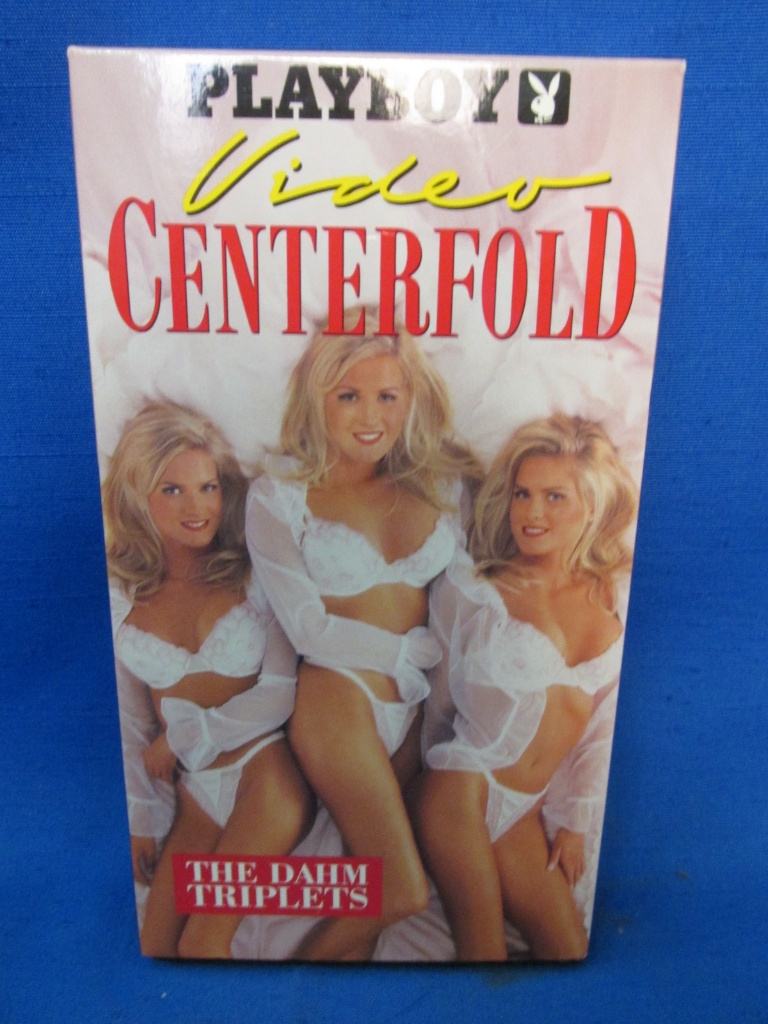 PLAYBOY
Video
CENTERFOLD
THE DAHM
TRIPLETS